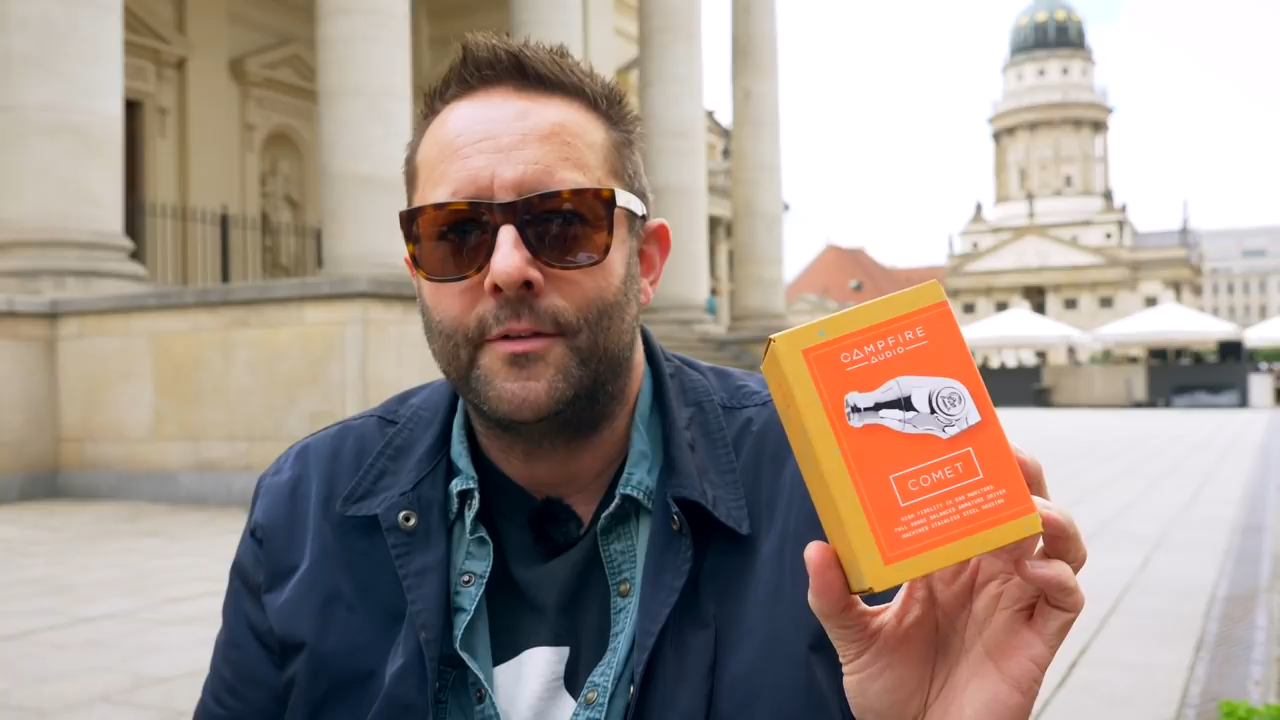 CAMPFIRE
AUDIO
COMET
HIGH FIDELITY IN-EAR MONITORS
FULL RANGE BALANCED ARMATURE DRIVER
MACHINED STAINLESS STEEL HOUSING